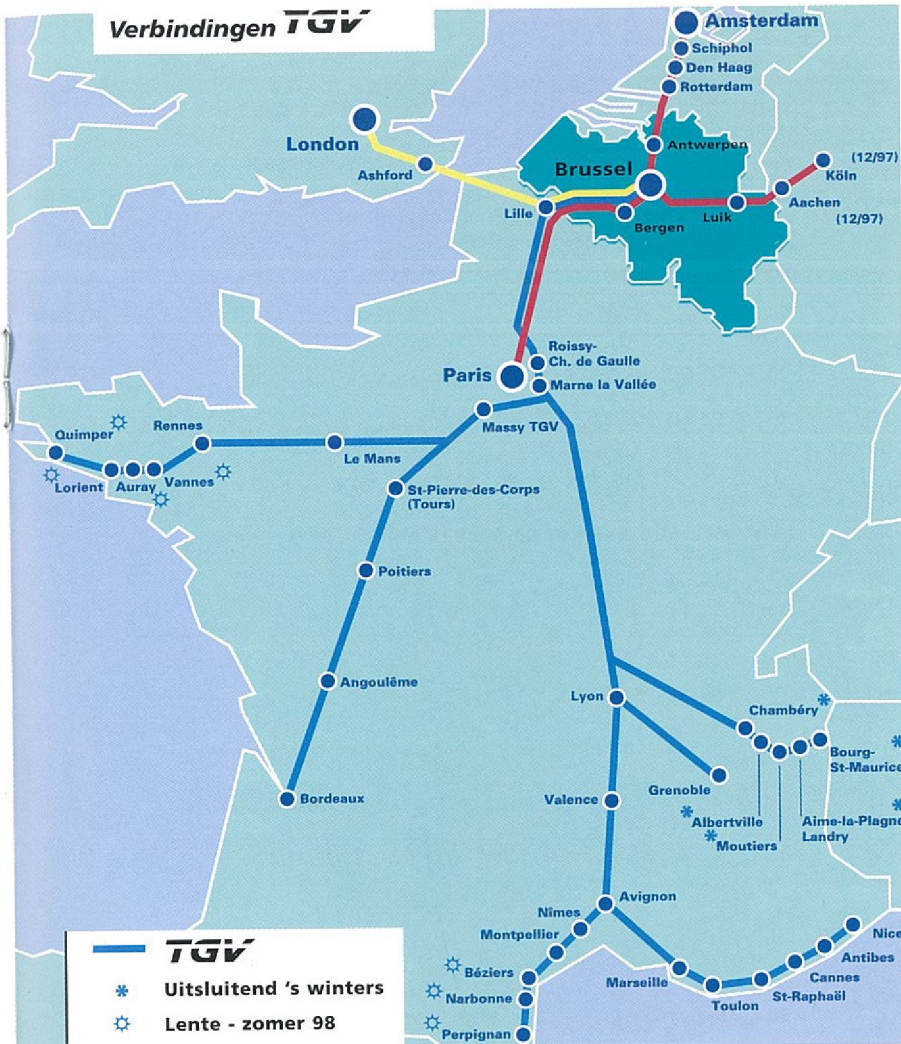 Verbindingen TGV
Amsterdam
Schiphol
Den Haag
Rotterdam
London
Ashford
Antwerpen
Brussel
(12/97)
Köln
Aachen
(12/97)
Lille
Bergen
Luik
Roissy-
Ch. de Gaulle
Paris
Marne la Vallée
Massy TGV
Quimper
Rennes
Le Mans
Lorient
Auray
Vannes
St-Pierre-des-Corps
(Tours)
Poitiers
Angoulême
Bordeaux
Lyon
Chambéry
Bourg-
St-Maurice
Grenoble
Valence
Albertville
Aime-la-Plagne
Landry
Moutiers
Avignon
Nîmes
Montpellier
Béziers
Narbonne
Perpignan
Marseille
Toulon
St-Raphaël
Cannes
Antibes
Nice
TGV
Uitsluitend 's winters
Lente - zomer 98